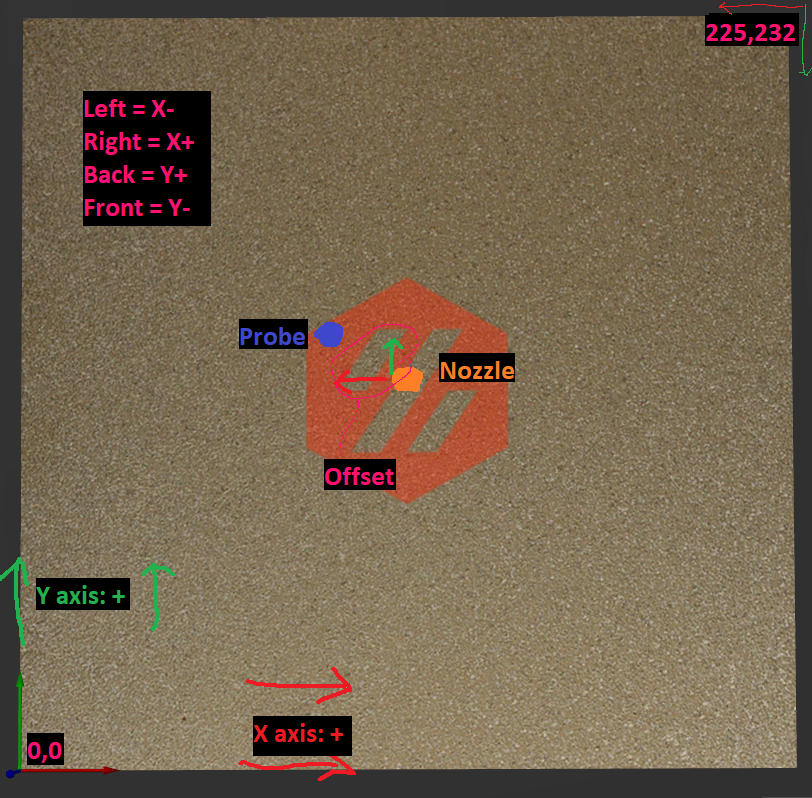 225,232
Left = X-
Right = X+
Back = Y+
Front = Y-
Probe
Nozzle
Offset
Y axis: +
X axis: +
0,0